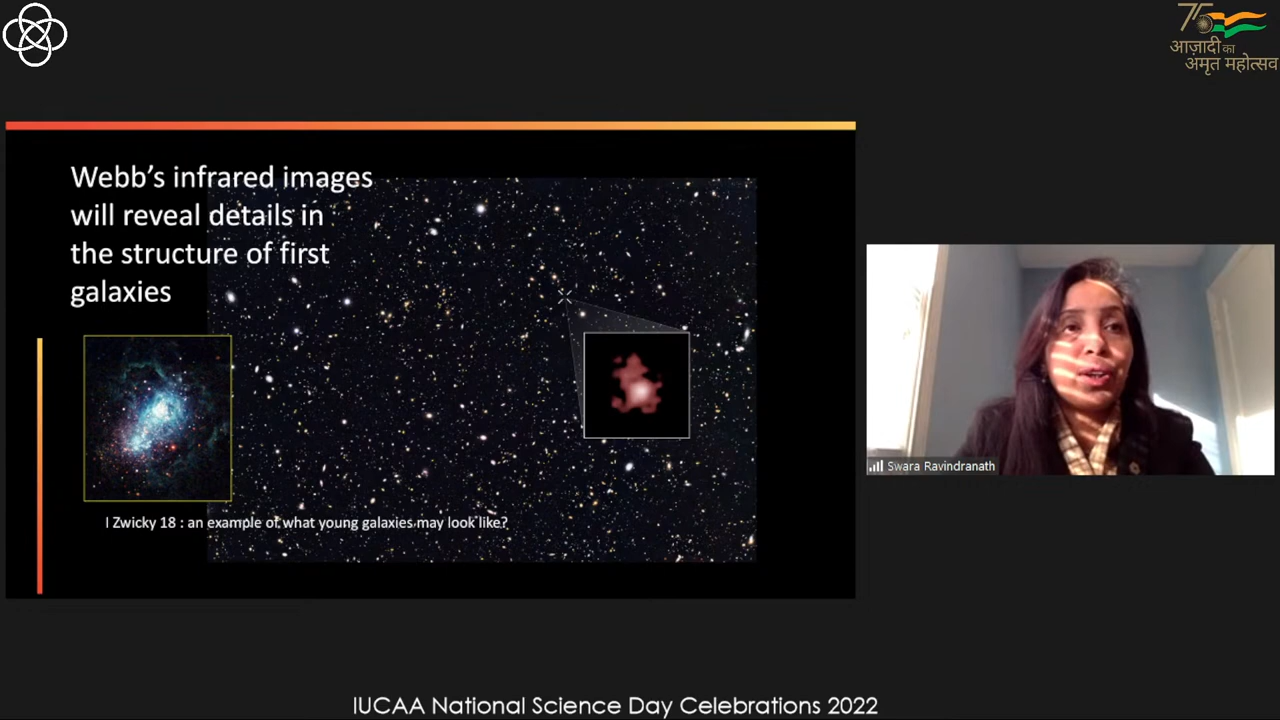 75
आज़ादी का
अमृत महोत्सव
Webb's infrared images
will reveal details in
the structure of first
galaxies
I Zwicky 18 : an example of what young galaxies may look like?
Swara Ravindranath
IUCAA National Science Day Celebrations 2022